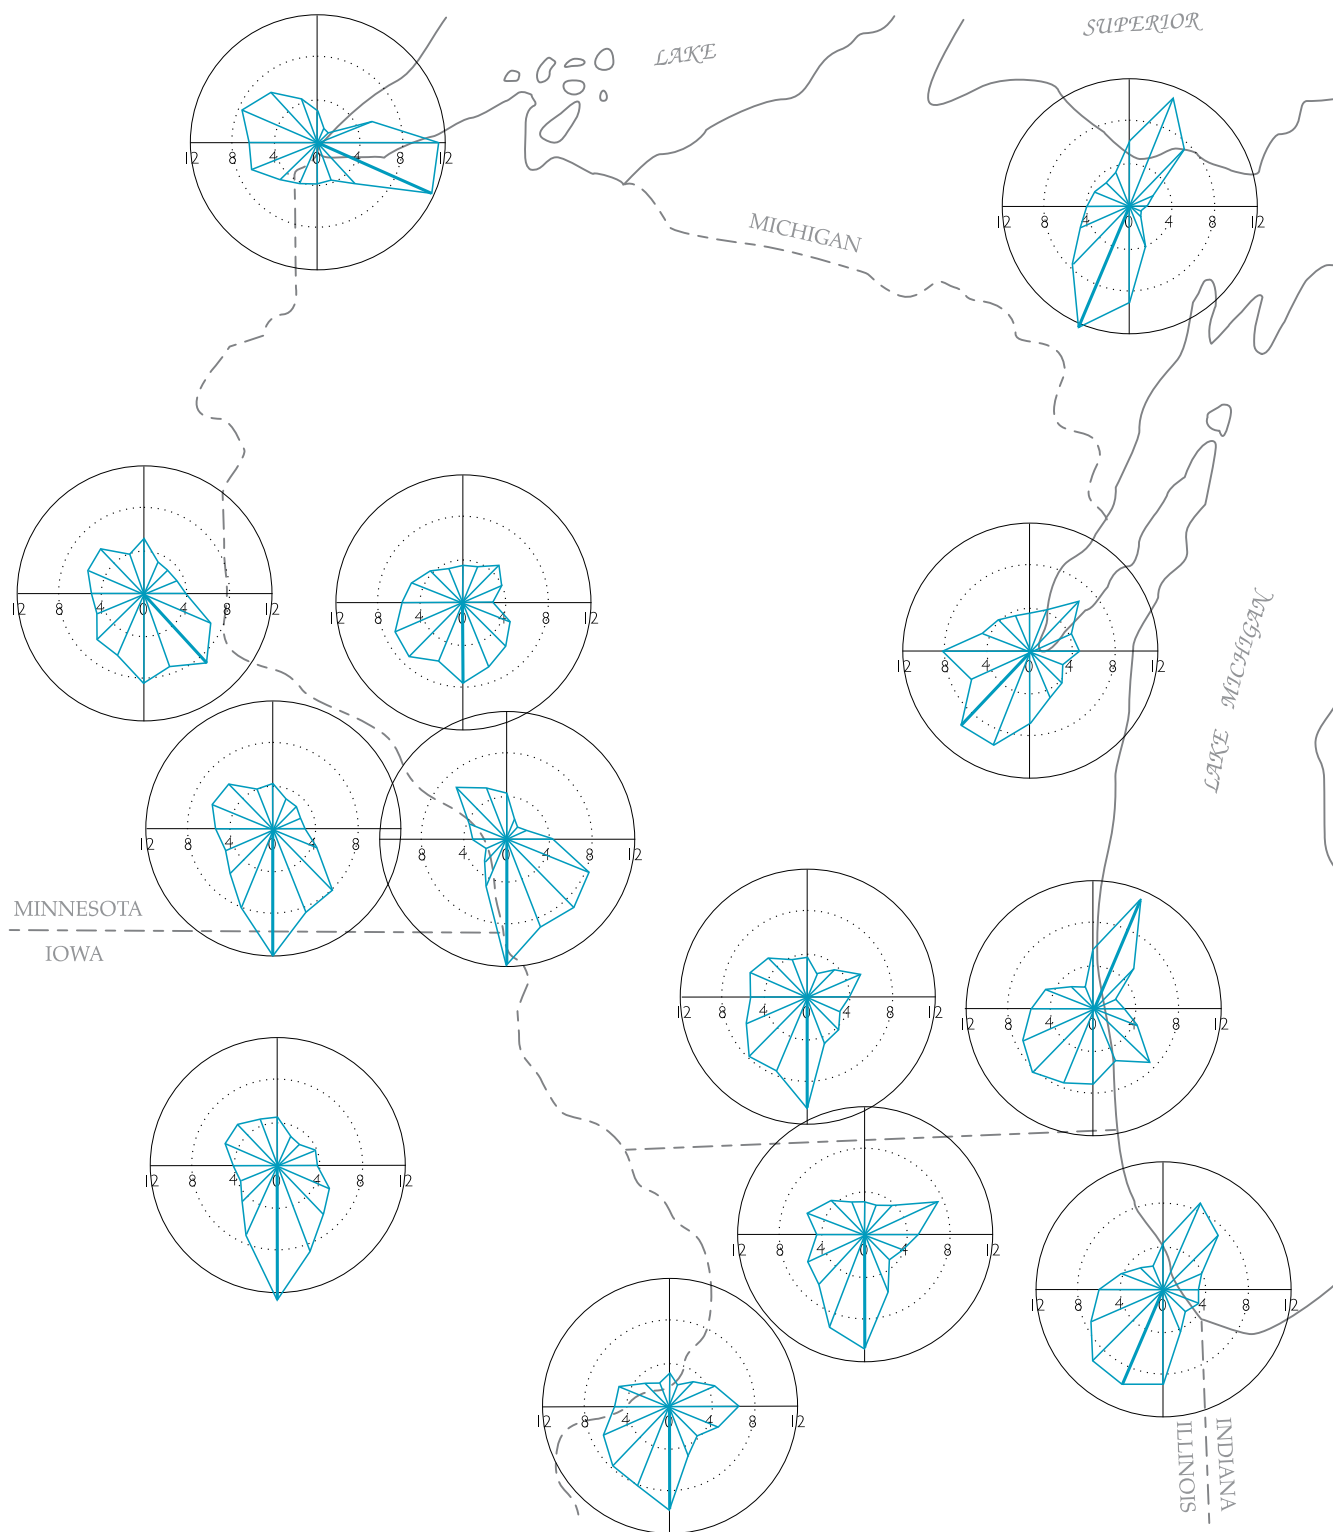 SUPERIOR
LAKE
12 8 4 0 4 8 12
12 8 4 0 4 8 12
MICHIGAN
12 8 4 0 4 8 12
12 8 4 0 4 8 12
12 8 4 0 4 8 12
LAKE MICHIGAN
12 8 4 0 4 8
8 4 0 4 8 12
MINNESOTA
IOWA
12 8 4 0 4 8 12
12 8 4 0 4 8 12
12 8 4 0 4 8 12
12 8 4 0 4 8 12
12 8 4 0 4 8 12
12 8 4 0 4 8 12
ILLINOIS
INDIANA